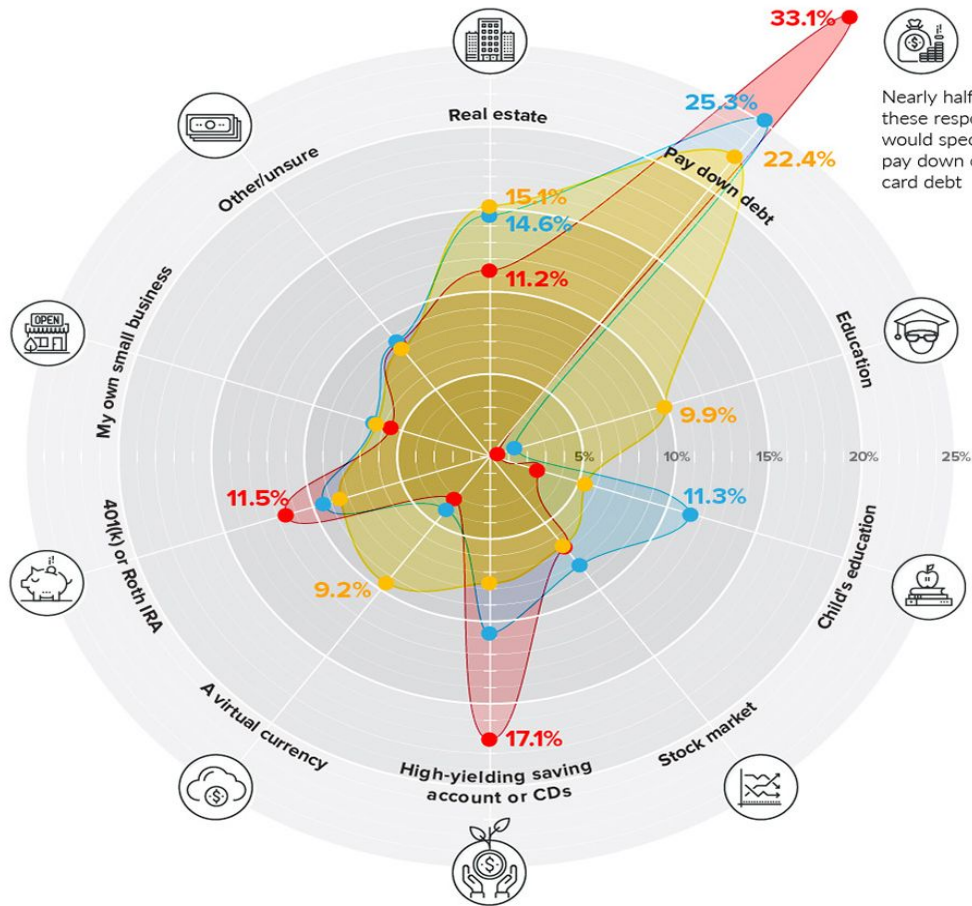 33.1%
25.3%
Nearly half
these respo
would spec
pay down c
card debt
Real estate
Pay down debt
22.4%
Other/unsure
15.1%
14.6%
11.2%
My own small business
OPEN
Education
9.9%
5% 10% 15% 20% 25%
11.5%
11.3%
401(k) or Roth IRA
Child's education
9.2%
A virtual currency
17.1%
Stock market
High-yielding saving
account or CDs